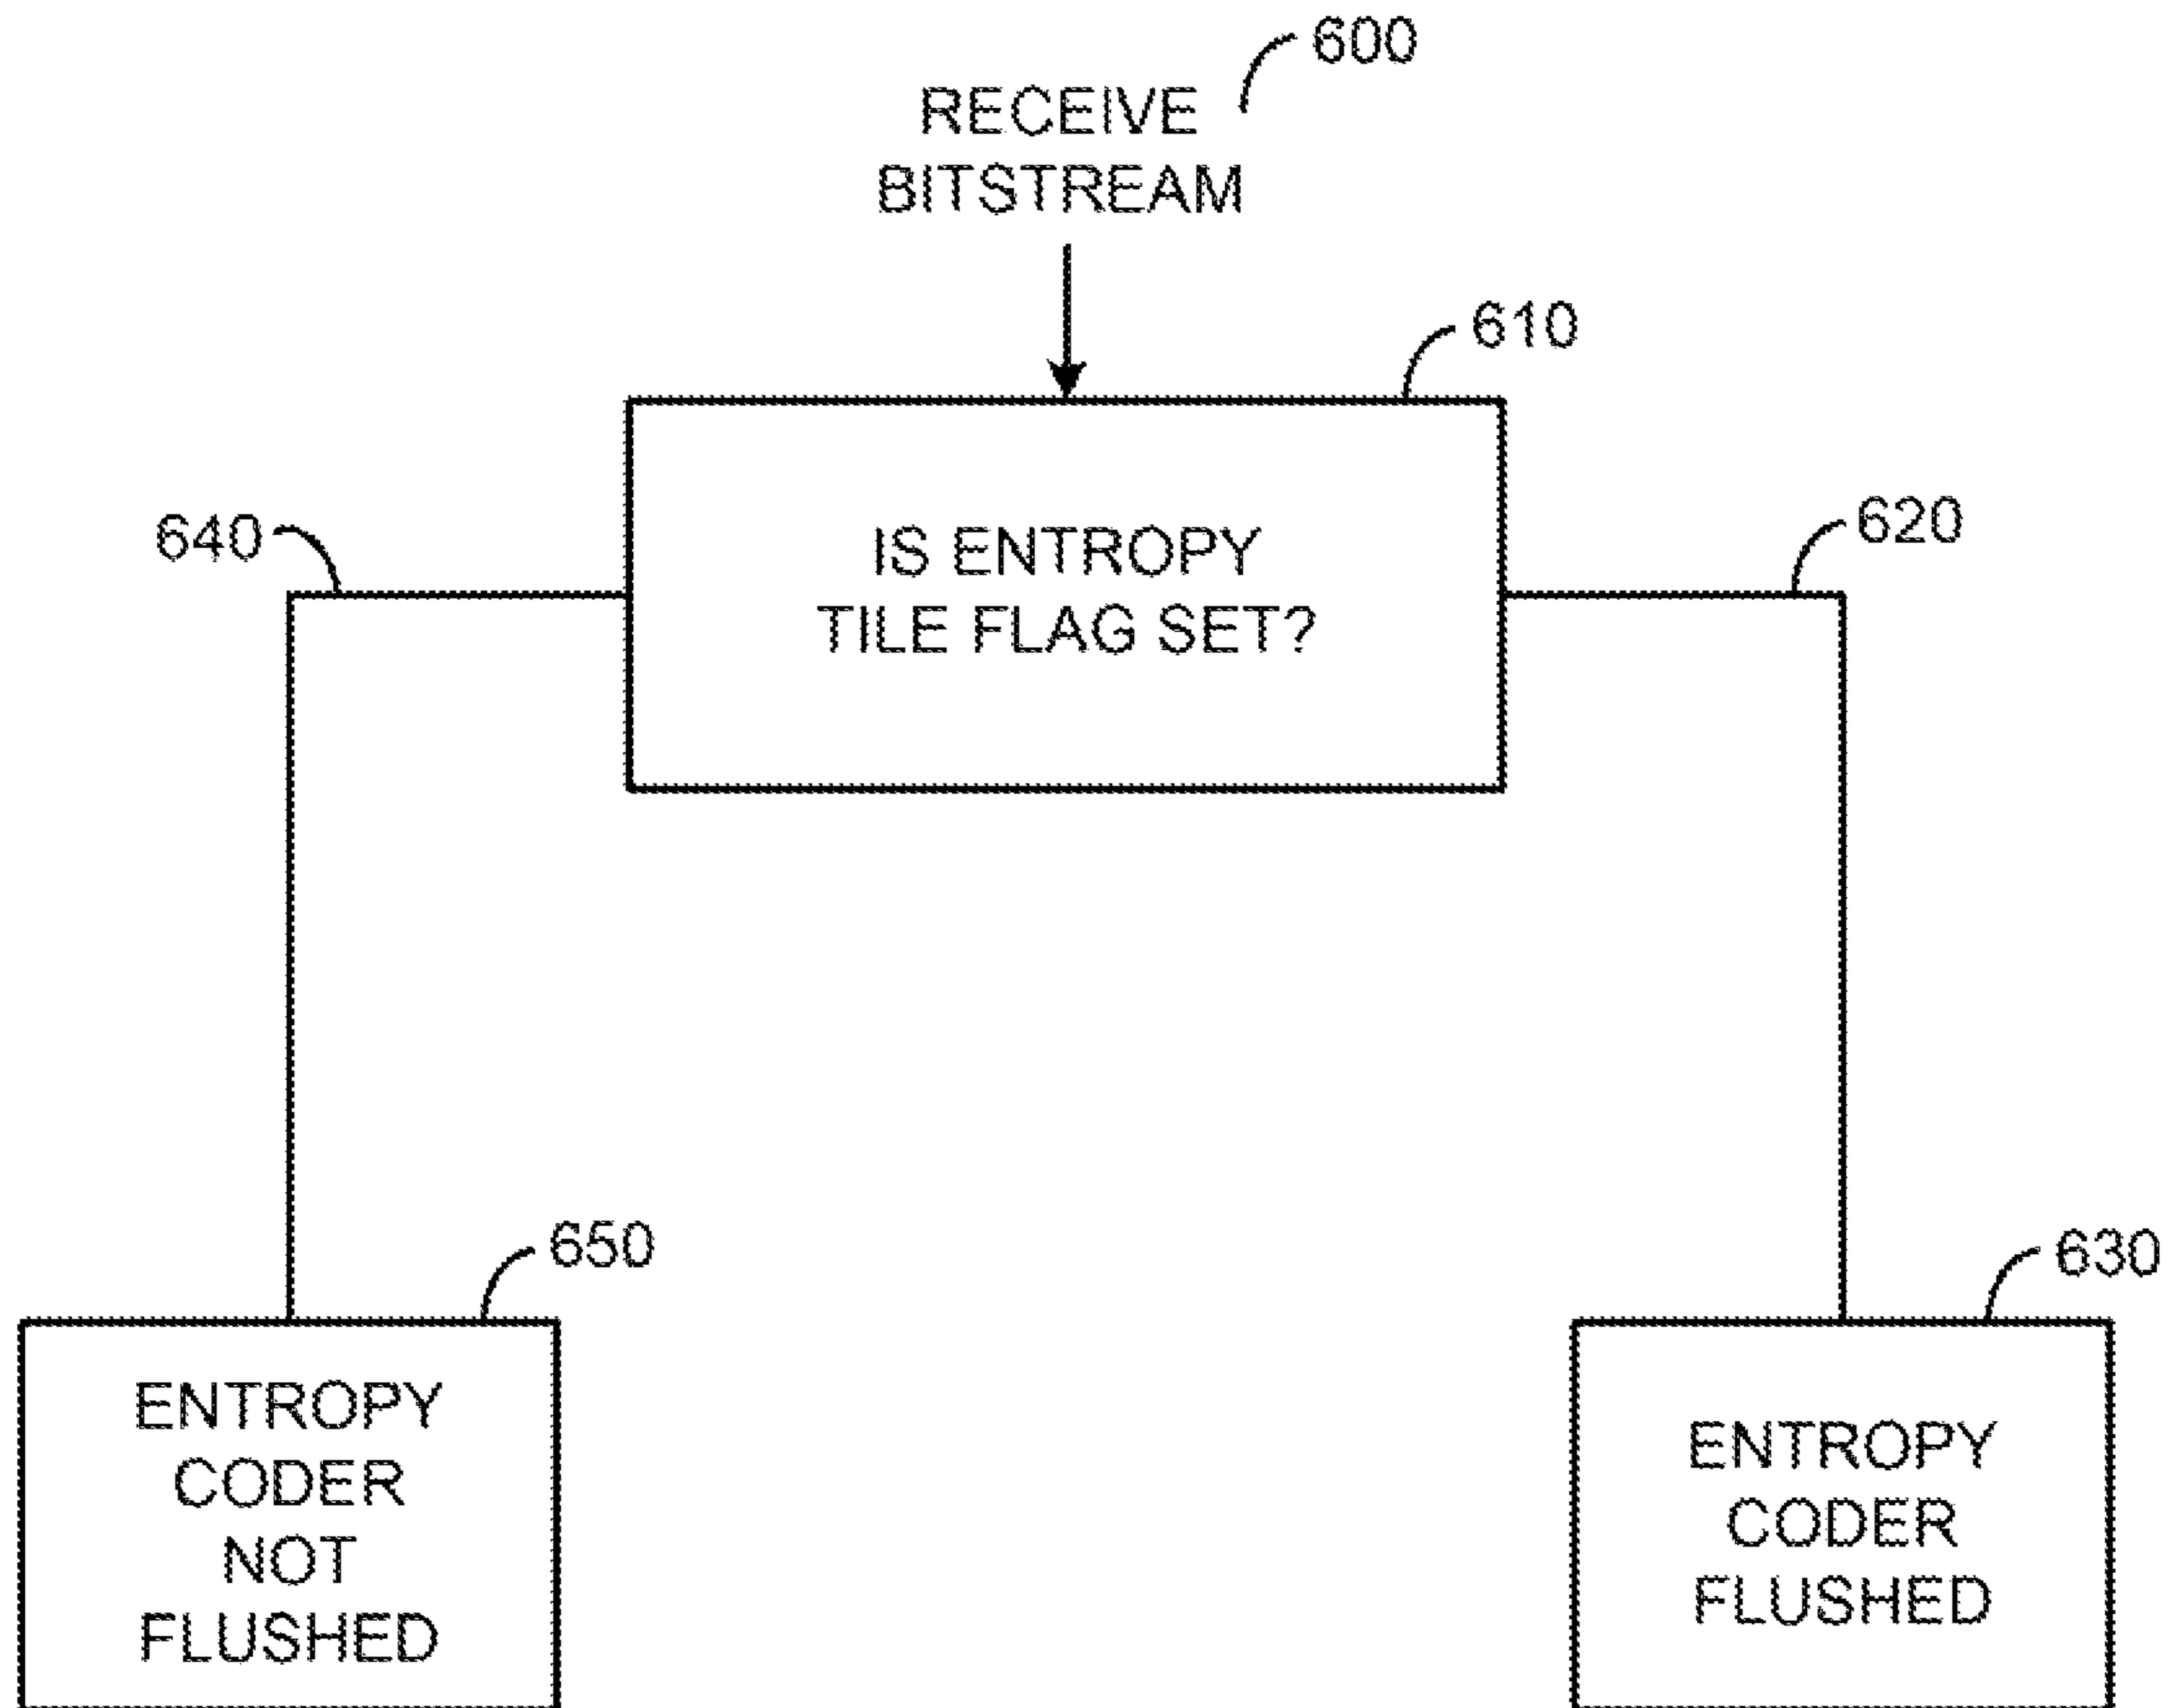 600
RECEIVE
BITSTREAM
610
IS ENTROPY
TILE FLAG SET?
640
620
650
ENTROPY
CODER
NOT
FLUSHED
630
ENTROPY
CODER
FLUSHED